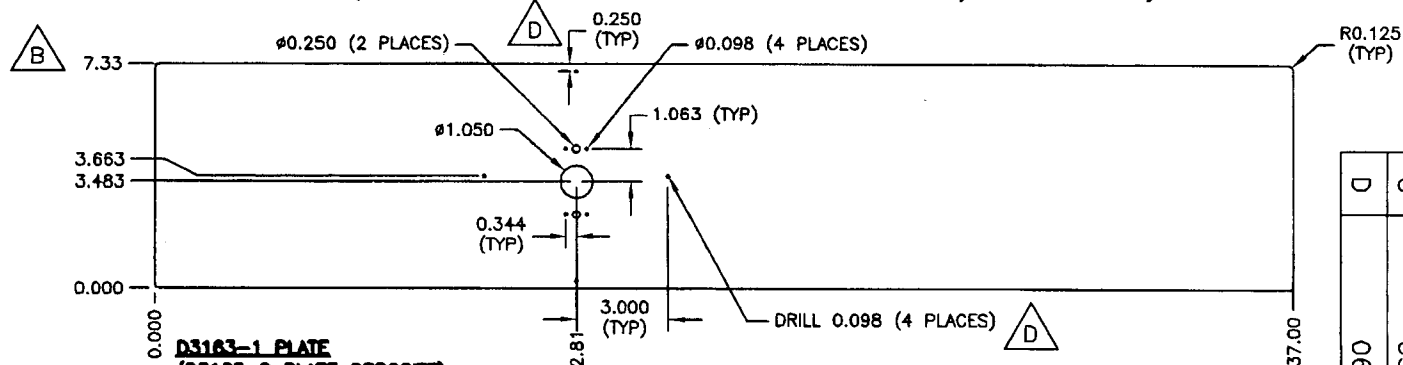 D
0.250
(TYP)
B
ø0.250 (2 PLACES)
ø0.098 (4 PLACES)
R0.125
(TYP)
7.33
1.063 (TYP)
ø1.050
3.663
3.483
D
0.344
(TYP)
0.000
3.000
(TYP)
DRILL 0.098 (4 PLACES)
D
0.000
2.81
37.00
D3163-1 PLATE